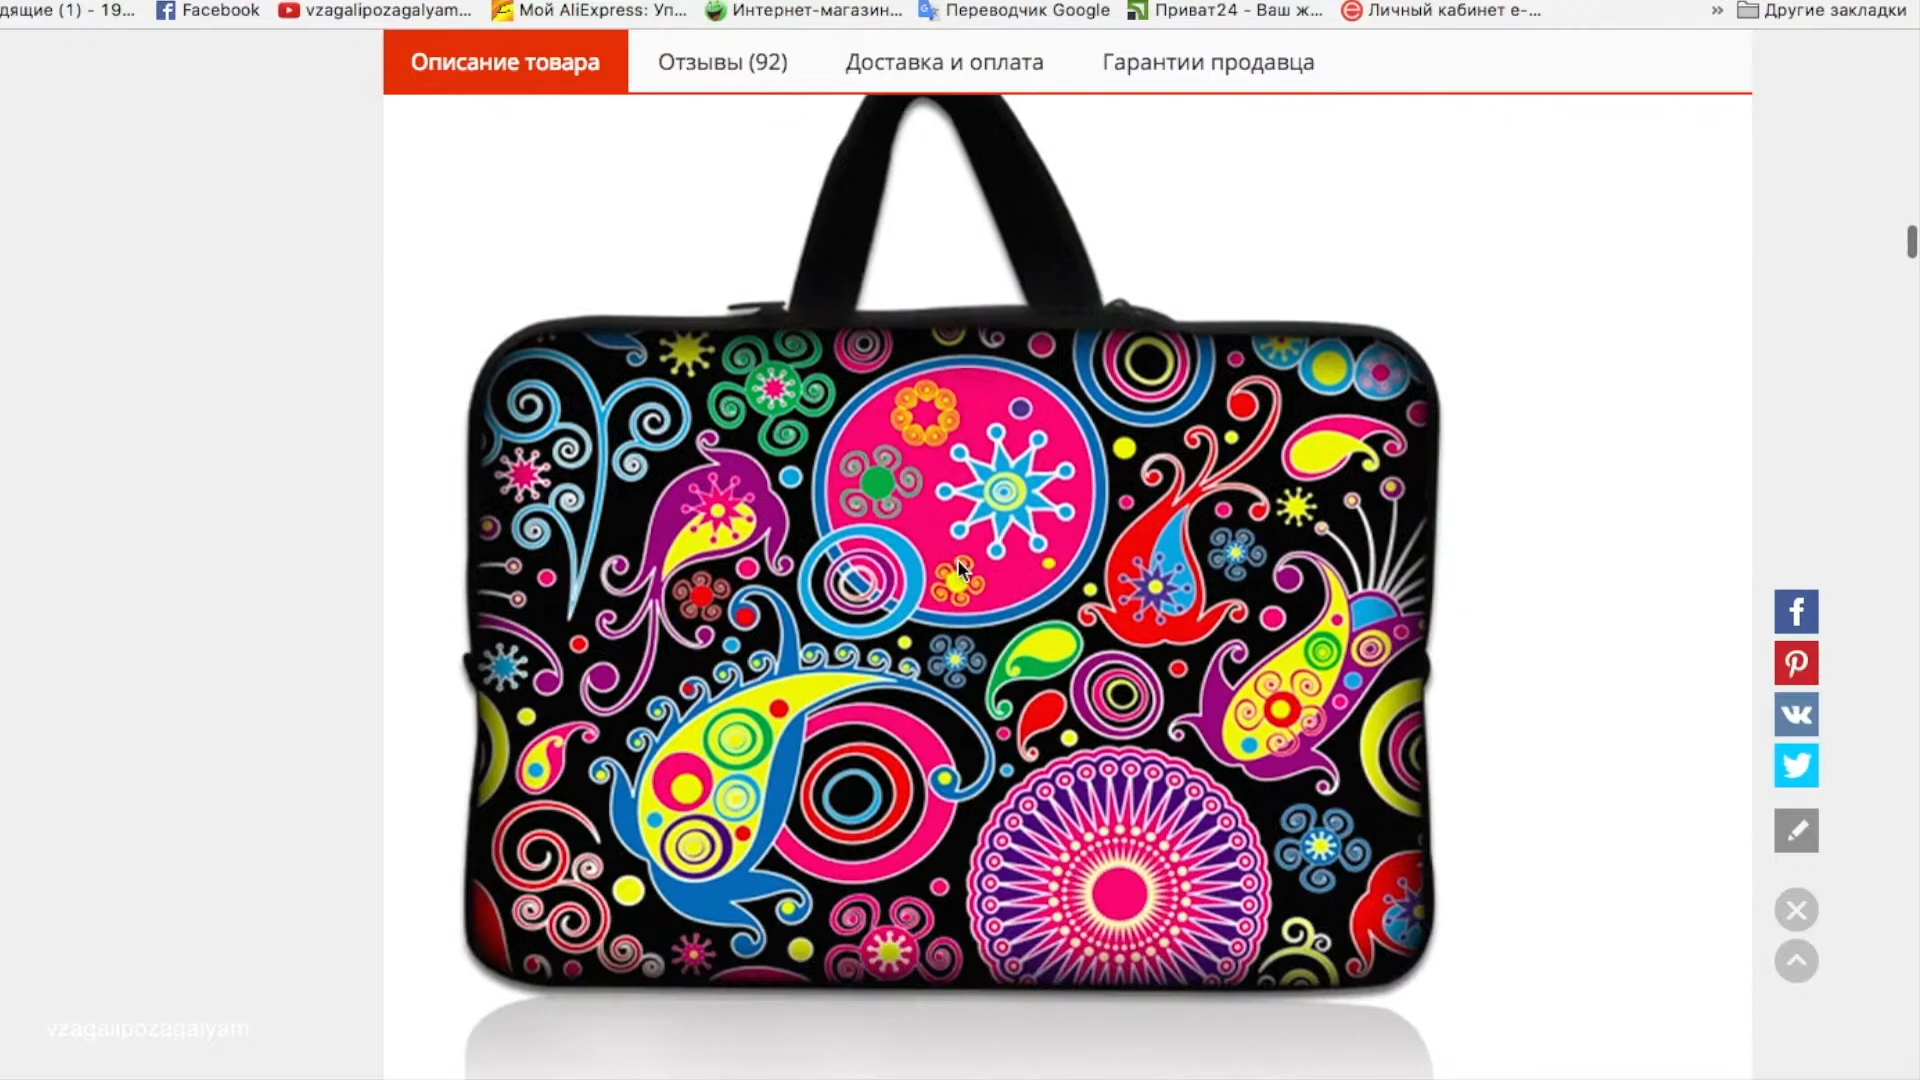 дящие (1) - 19... Facebook vzagalipozagalyam... Мой AliExpress: Уп... Интернет-магазин... Переводчик Google Приват24 - Ваш ж... Личный кабинет e-... » Другие закладки
Описание товара Отзывы (92) Доставка и оплата Гарантии продавца
vzagalipozagalyam